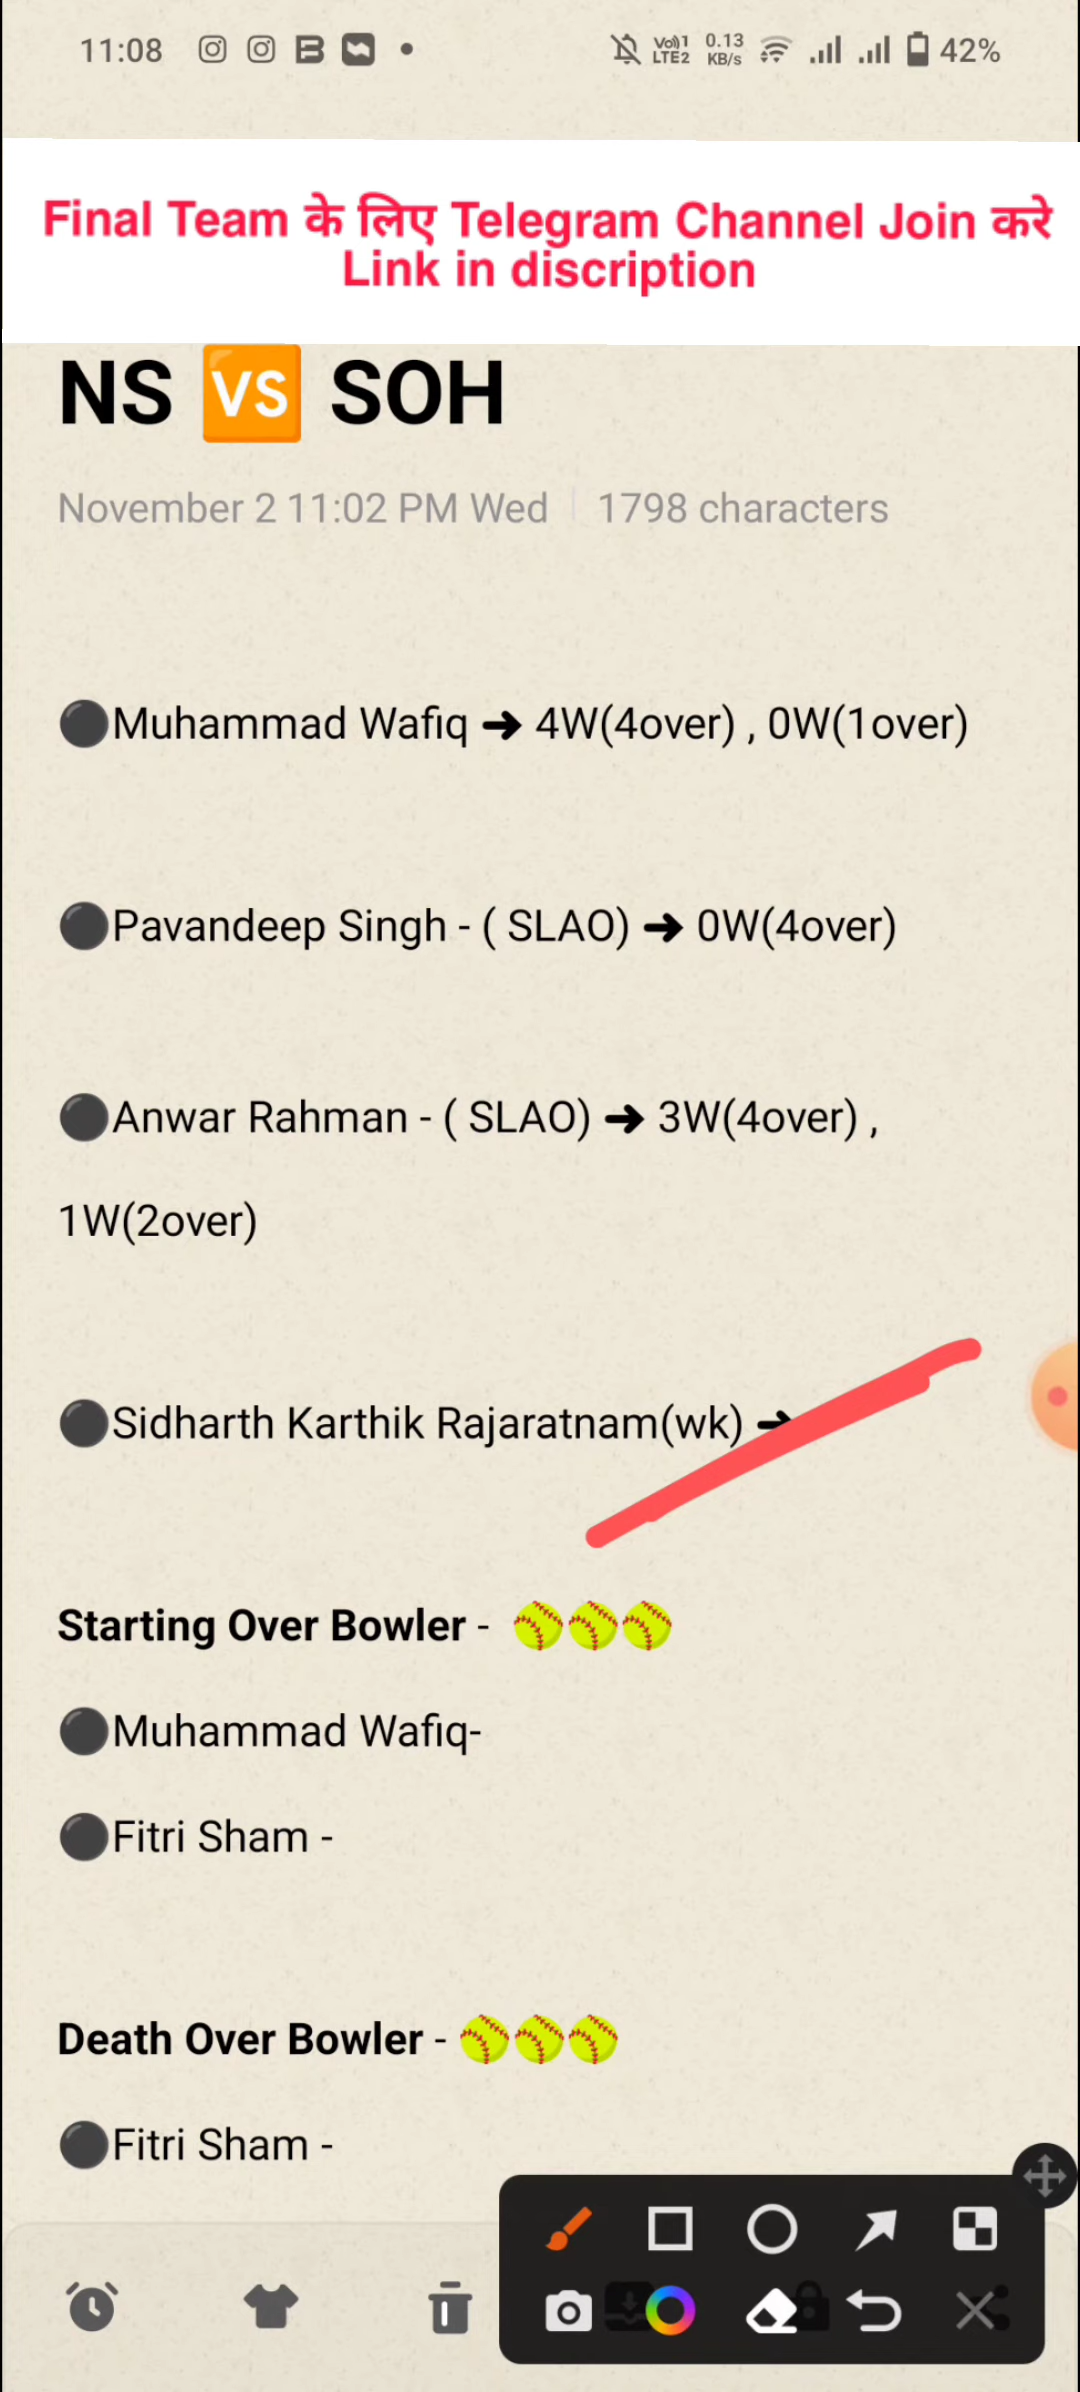 11:08 Vo)) 1 LTE2 0.13 KB/s 42%
Final Team के लिए Telegram Channel Join करे
Link in discription
NS VS SOH
November 2 11:02 PM Wed | 1798 characters
⚫Muhammad Wafiq ➜ 4W(4over) , 0W(1over)
⚫Pavandeep Singh - ( SLAO) ➜ 0W(4over)
⚫Anwar Rahman - ( SLAO) ➜ 3W(4over) ,
1W(2over)
⚫Sidharth Karthik Rajaratnam(wk) ➜
Starting Over Bowler - 🥎🥎🥎
⚫Muhammad Wafiq-
⚫Fitri Sham -
Death Over Bowler - 🥎🥎🥎
⚫Fitri Sham -